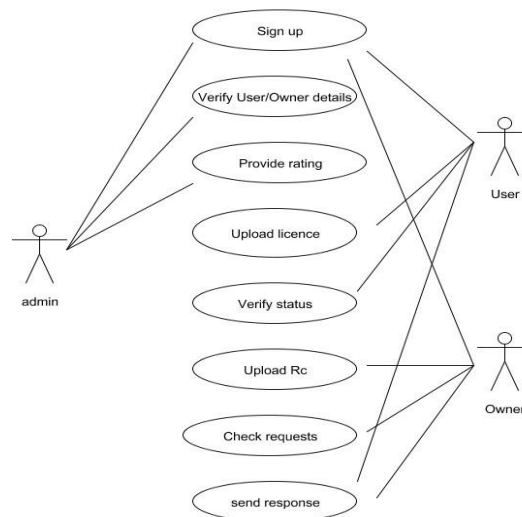 Sign up
Verify User/Owner details
Provide rating
User
Upload licence
admin
Verify status
Upload Rc
Owner
Check requests
send response